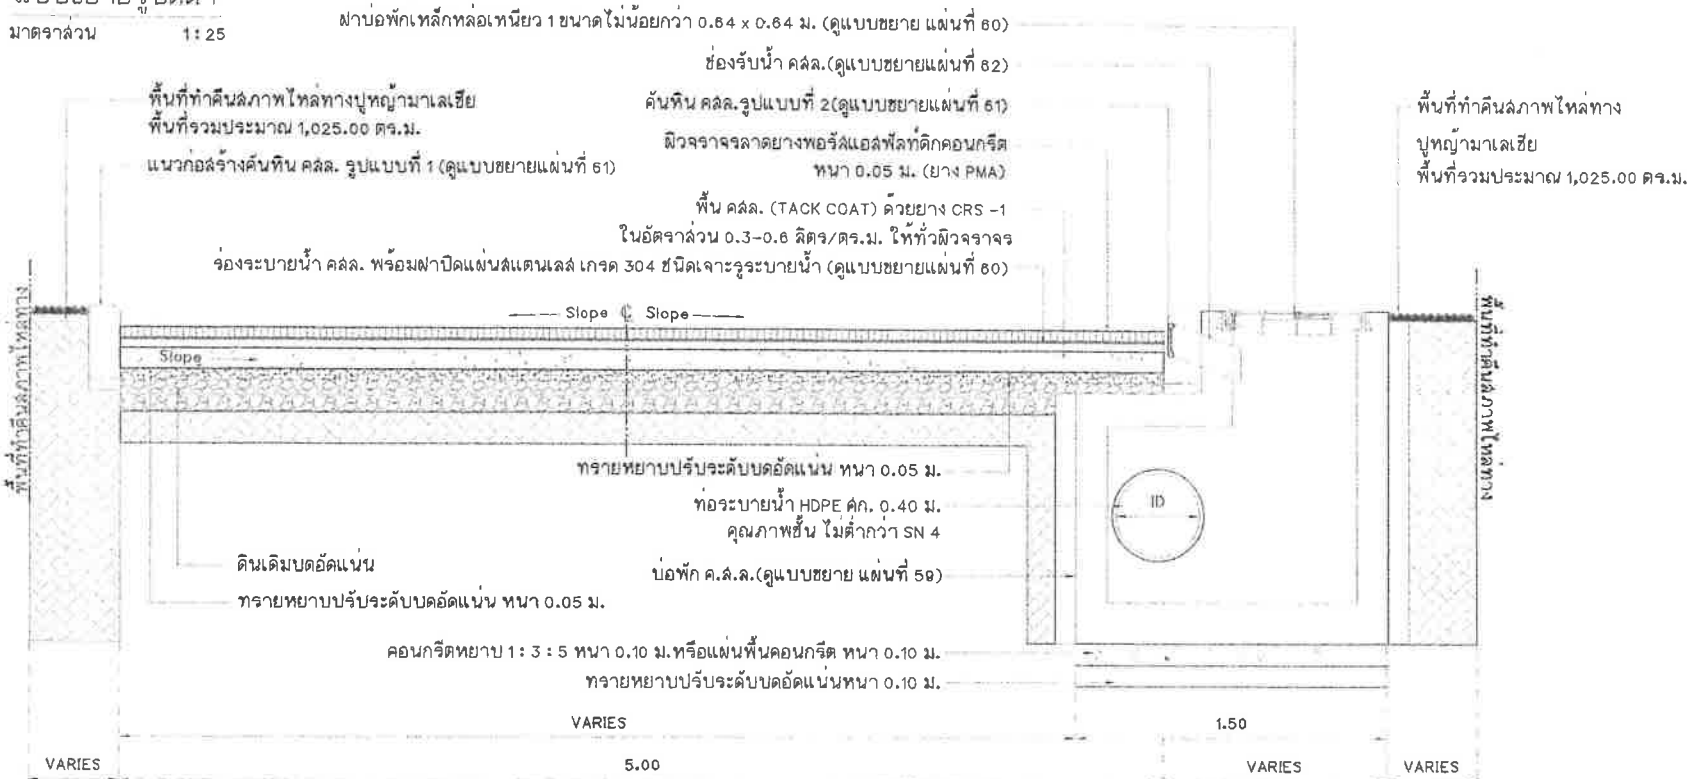 มาตราส่วน 1:25
ฝาบ่อพักเหล็กหล่อเหนียว 1 ขนาดไม่น้อยกว่า 0.64 x 0.64 ม. (ดูแบบขยาย แผ่นที่ 60)
ช่องรับน้ำ คสล.(ดูแบบขยายแผ่นที่ 62)
พื้นที่ทำคืนสภาพไหล่ทางปูหญ้ามาเลเซีย
พื้นที่รวมประมาณ 1,025.00 ตร.ม.
คันหิน คสล.รูปแบบที่ 2(ดูแบบขยายแผ่นที่ 61)
พื้นที่ทำคืนสภาพไหล่ทาง
ปูหญ้ามาเลเซีย
พื้นที่รวมประมาณ 1,025.00 ตร.ม.
แนวก่อสร้างคันหิน คสล. รูปแบบที่ 1 (ดูแบบขยายแผ่นที่ 61)
ผิวจราจรลาดยางพอรัสแอสฟัลท์ติกคอนกรีต
หนา 0.05 ม. (ยาง PMA)
พื้น คสล. (TACK COAT) ด้วยยาง CRS -1
ในอัตราส่วน 0.3-0.6 ลิตร/ตร.ม. ให้ทั่วผิวจราจร
ร่องระบายน้ำ คสล. พร้อมฝาปิดแผ่นสแตนเลส เกรด 304 ชนิดเจาะรูระบายน้ำ (ดูแบบขยายแผ่นที่ 60)
พื้นที่ทำคืนสภาพไหล่ทาง
Slope ℄ Slope
Slope
พื้นที่ทำคืนสภาพไหล่ทาง
ทรายหยาบปรับระดับบดอัดแน่น หนา 0.05 ม.
ท่อระบายน้ำ HDPE ศก. 0.40 ม.
คุณภาพชั้น ไม่ต่ำกว่า SN 4
ID
ดินเดิมบดอัดแน่น
บ่อพัก ค.ส.ล.(ดูแบบขยาย แผ่นที่ 59)
ทรายหยาบปรับระดับบดอัดแน่น หนา 0.05 ม.
คอนกรีตหยาบ 1 : 3 : 5 หนา 0.10 ม.หรือแผ่นพื้นคอนกรีต หนา 0.10 ม.
ทรายหยาบปรับระดับบดอัดแน่นหนา 0.10 ม.
VARIES 1.50
VARIES 5.00 VARIES VARIES